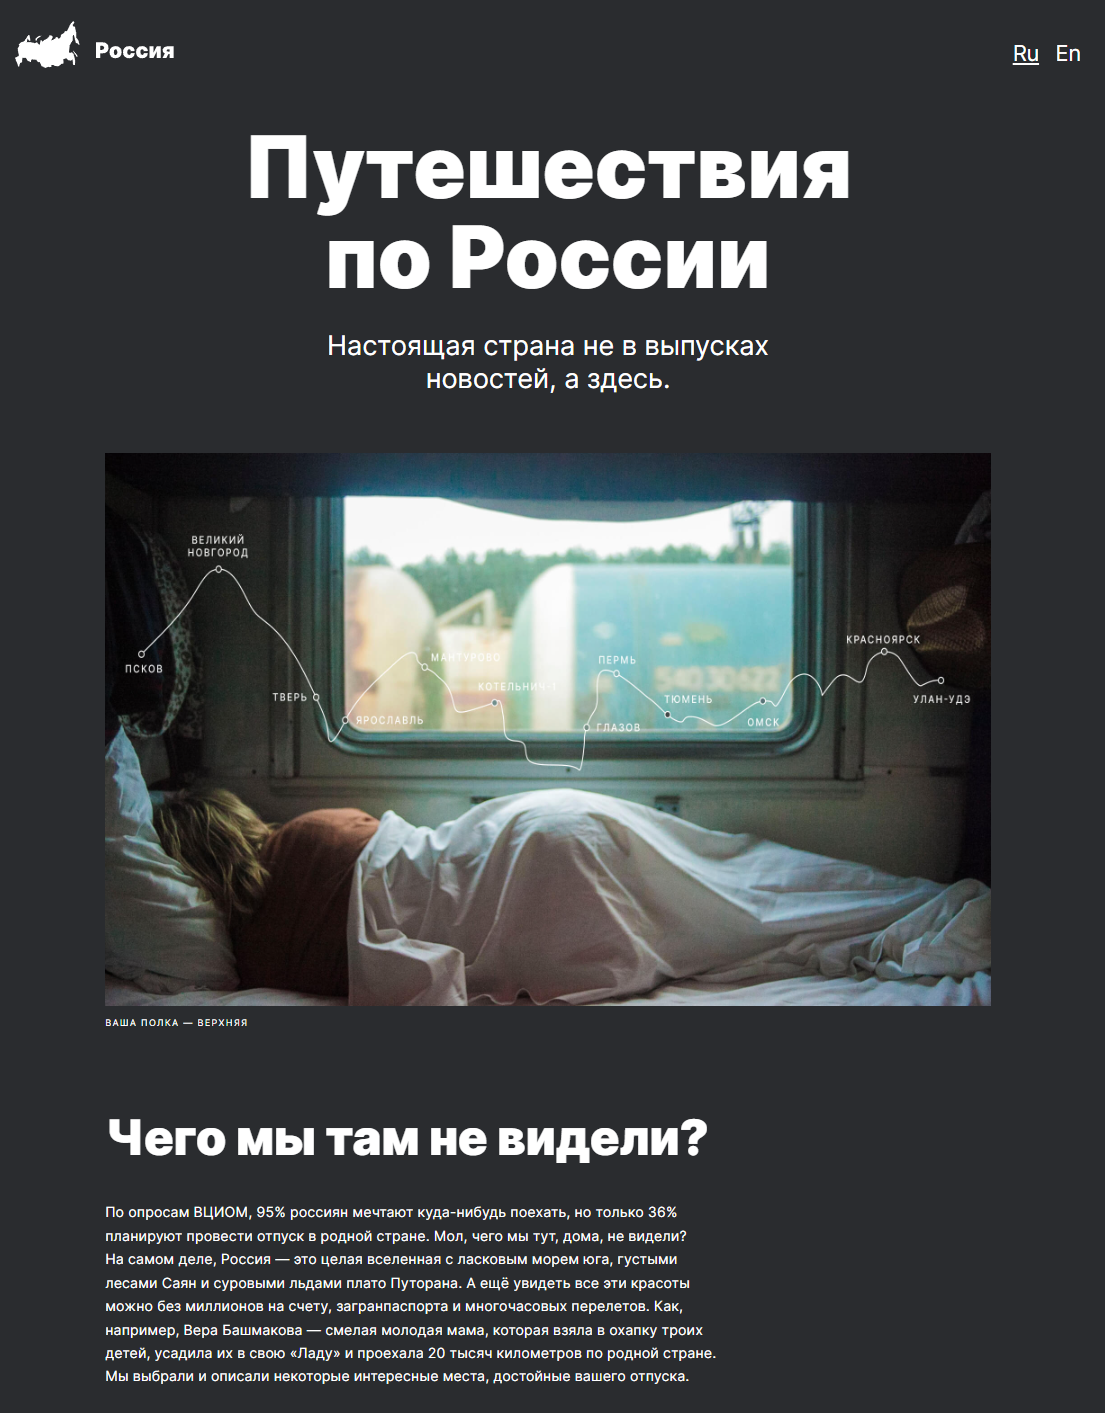 Россия
Ru En
Путешествия
по России
Настоящая страна не в выпусках
новостей, а здесь.
ВЕЛИКИЙ
НОВГОРОД
ПСКОВ
ТВЕРЬ
ЯРОСЛАВЛЬ
МАНТУРОВО
КОТЕЛЬНИЧ-1
ГЛАЗОВ
ПЕРМЬ
ТЮМЕНЬ
ОМСК
КРАСНОЯРСК
УЛАН-УДЭ
ВАША ПОЛКА — ВЕРХНЯЯ
Чего мы там не видели?
По опросам ВЦИОМ, 95% россиян мечтают куда-нибудь поехать, но только 36%
планируют провести отпуск в родной стране. Мол, чего мы тут, дома, не видели?
На самом деле, Россия — это целая вселенная с ласковым морем юга, густыми
лесами Саян и суровыми льдами плато Путорана. А ещё увидеть все эти красоты
можно без миллионов на счету, загранпаспорта и многочасовых перелетов. Как,
например, Вера Башмакова — смелая молодая мама, которая взяла в охапку троих
детей, усадила их в свою «Ладу» и проехала 20 тысяч километров по родной стране.
Мы выбрали и описали некоторые интересные места, достойные вашего отпуска.